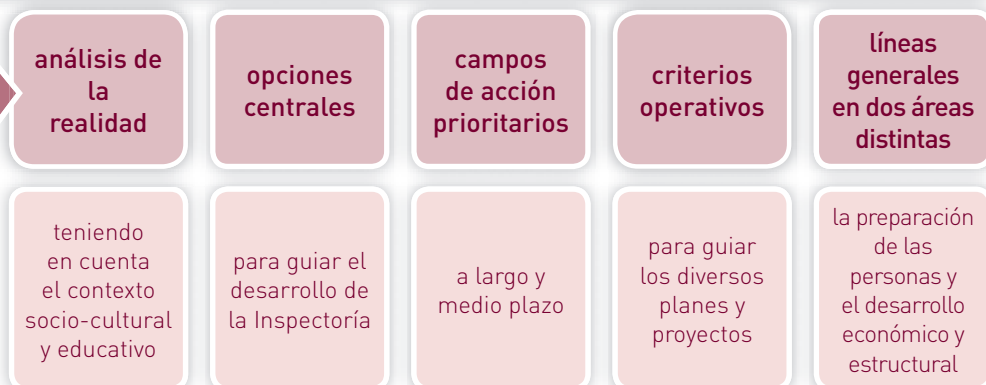 análisis de
la
realidad
opciones
centrales
campos
de acción
prioritarios
criterios
operativos
líneas
generales
en dos áreas
distintas
teniendo
en cuenta
el contexto
socio-cultural
y educativo
para guiar el
desarrollo de
la Inspectoría
a largo y
medio plazo
para guiar
los diversos
planes y
proyectos
la preparación
de las
personas y
el desarrollo
económico y
estructural